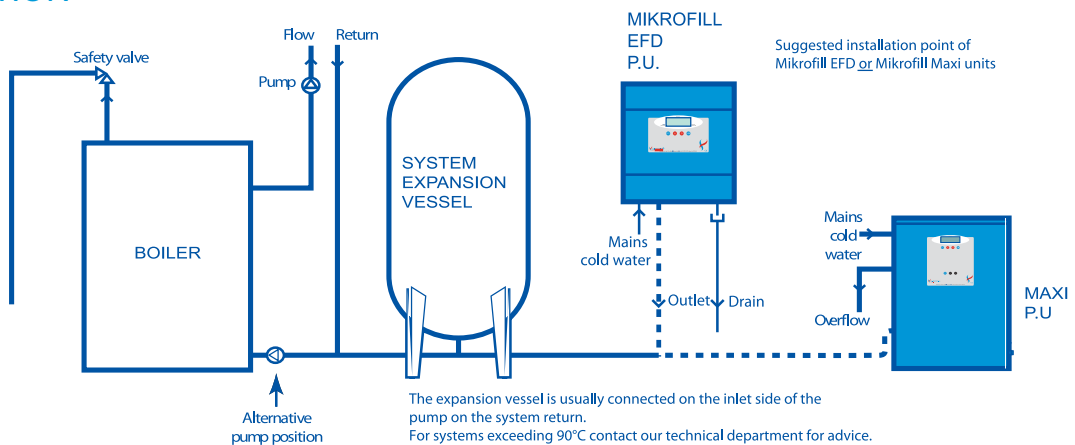 MIKROFILL
EFD
P.U.
Flow
Return
Suggested installation point of
Mikrofill EFD or Mikrofill Maxi units
Safety valve
Pump
SYSTEM
EXPANSION
VESSEL
BOILER
Mains
cold water
Mains
cold
water
Outlet
Drain
Overflow
MAXI
P.U
The expansion vessel is usually connected on the inlet side of the
pump on the system return.
For systems exceeding 90°C contact our technical department for advice.
Alternative
pump position